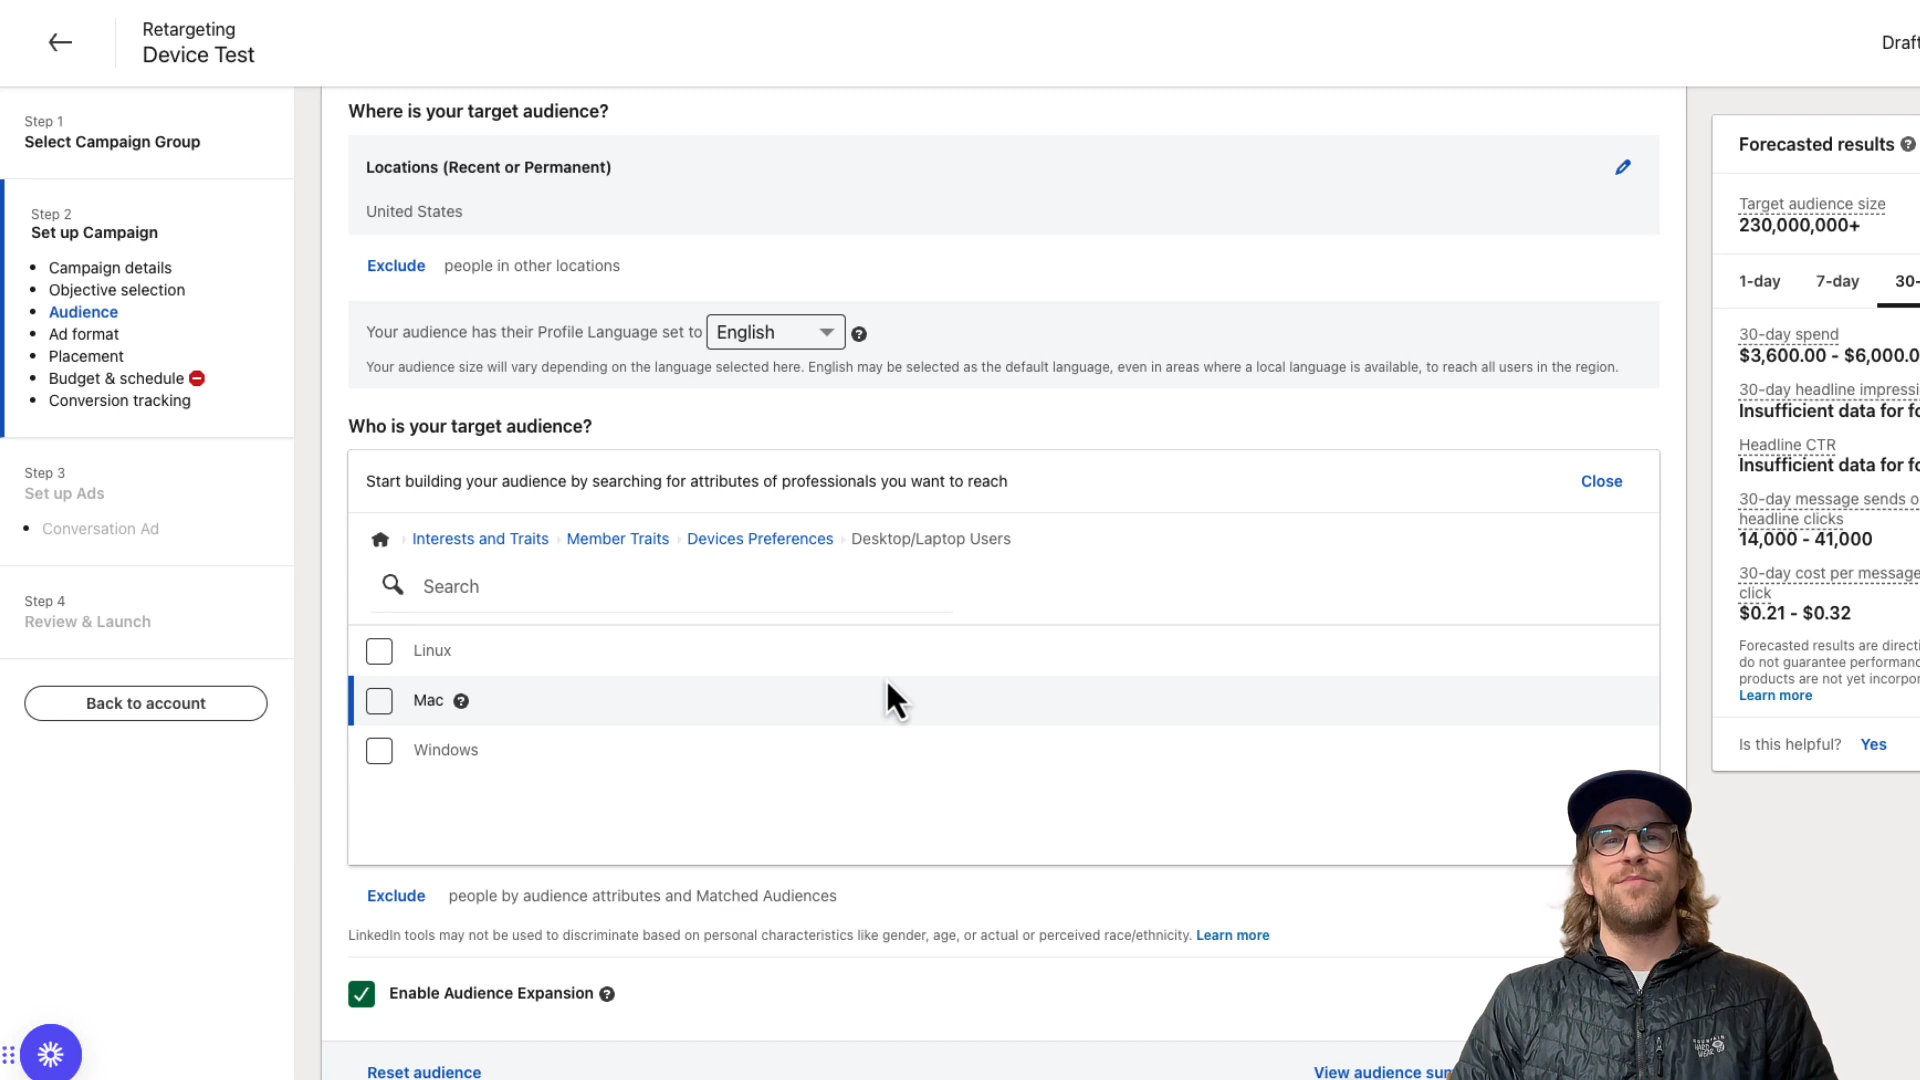 Retargeting
Device Test
Draft
Step 1
Select Campaign Group
Step 2
Set up Campaign
Campaign details
Objective selection
Audience
Ad format
Placement
Budget & schedule
Conversion tracking
Step 3
Set up Ads
Conversation Ad
Step 4
Review & Launch
Back to account
Where is your target audience?
Locations (Recent or Permanent)
United States
Exclude people in other locations
Your audience has their Profile Language set to English
Your audience size will vary depending on the language selected here. English may be selected as the default language, even in areas where a local language is available, to reach all users in the region.
Who is your target audience?
Start building your audience by searching for attributes of professionals you want to reach
Close
Interests and Traits Member Traits Devices Preferences Desktop/Laptop Users
Search
Linux
Mac
Windows
Exclude people by audience attributes and Matched Audiences
LinkedIn tools may not be used to discriminate based on personal characteristics like gender, age, or actual or perceived race/ethnicity. Learn more
Enable Audience Expansion
Reset audience
View audience sum
Forecasted results
Target audience size
230,000,000+
1-day 7-day 30-
30-day spend
$3,600.00 - $6,000.0
30-day headline impressi
Insufficient data for fo
Headline CTR
Insufficient data for fo
30-day message sends o
headline clicks
14,000 - 41,000
30-day cost per message
click
$0.21 - $0.32
Forecasted results are directi
do not guarantee performanc
products are not yet incorpor
Learn more
Is this helpful? Yes
MOUNTAIN
HARD WEAR